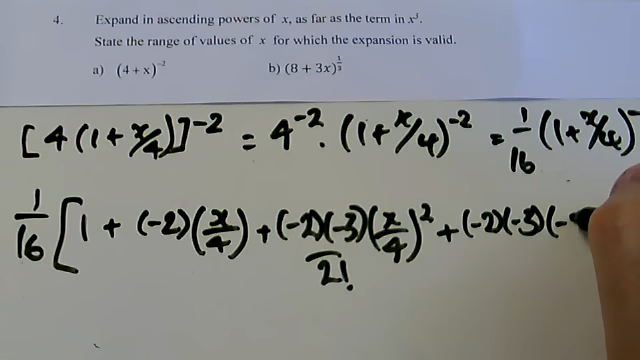 4. Expand in ascending powers of x, as far as the term in x³.
State the range of values of x for which the expansion is valid.
a) (4 + x)⁻² b) (8 + 3x)^(1/3)
[4(1+x/4)]⁻² = 4⁻² · (1+x/4)⁻² = 1/16 (1+x/4)⁻
1/16 [1 + (-2)(x/4) + (-2)(-3)/2! (x/4)² + (-2)(-3)(-